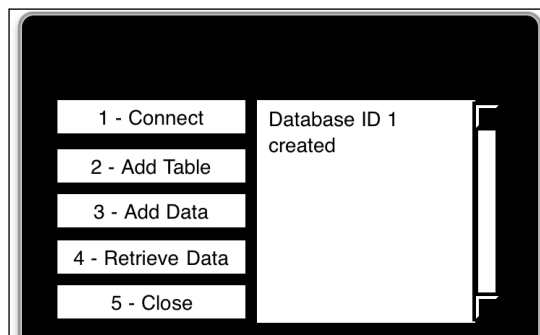 1 - Connect
2 - Add Table
3 - Add Data
4 - Retrieve Data
5 - Close
Database ID 1
created